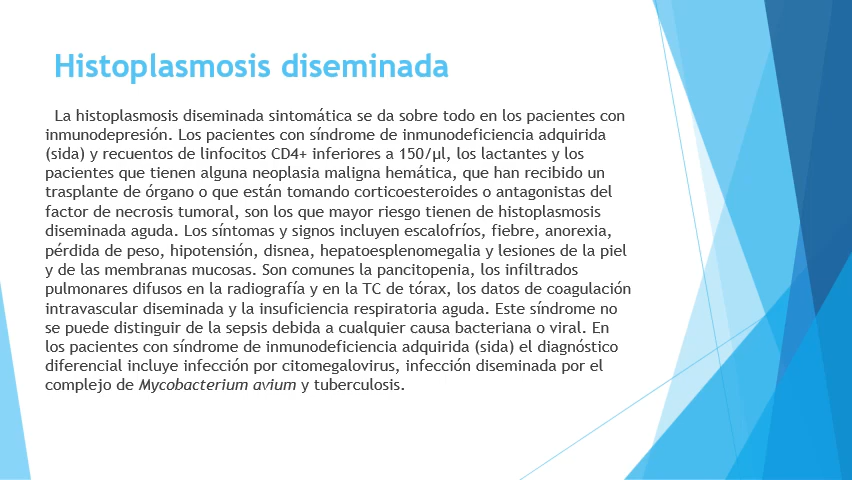 Histoplasmosis diseminada
La histoplasmosis diseminada sintomática se da sobre todo en los pacientes con
inmunodepresión. Los pacientes con síndrome de inmunodeficiencia adquirida
(sida) y recuentos de linfocitos CD4+ inferiores a 150/μl, los lactantes y los
pacientes que tienen alguna neoplasia maligna hemática, que han recibido un
trasplante de órgano o que están tomando corticoesteroides o antagonistas del
factor de necrosis tumoral, son los que mayor riesgo tienen de histoplasmosis
diseminada aguda. Los síntomas y signos incluyen escalofríos, fiebre, anorexia,
pérdida de peso, hipotensión, disnea, hepatoesplenomegalia y lesiones de la piel
y de las membranas mucosas. Son comunes la pancitopenia, los infiltrados
pulmonares difusos en la radiografía y en la TC de tórax, los datos de coagulación
intravascular diseminada y la insuficiencia respiratoria aguda. Este síndrome no
se puede distinguir de la sepsis debida a cualquier causa bacteriana o viral. En
los pacientes con síndrome de inmunodeficiencia adquirida (sida) el diagnóstico
diferencial incluye infección por citomegalovirus, infección diseminada por el
complejo de Mycobacterium avium y tuberculosis.